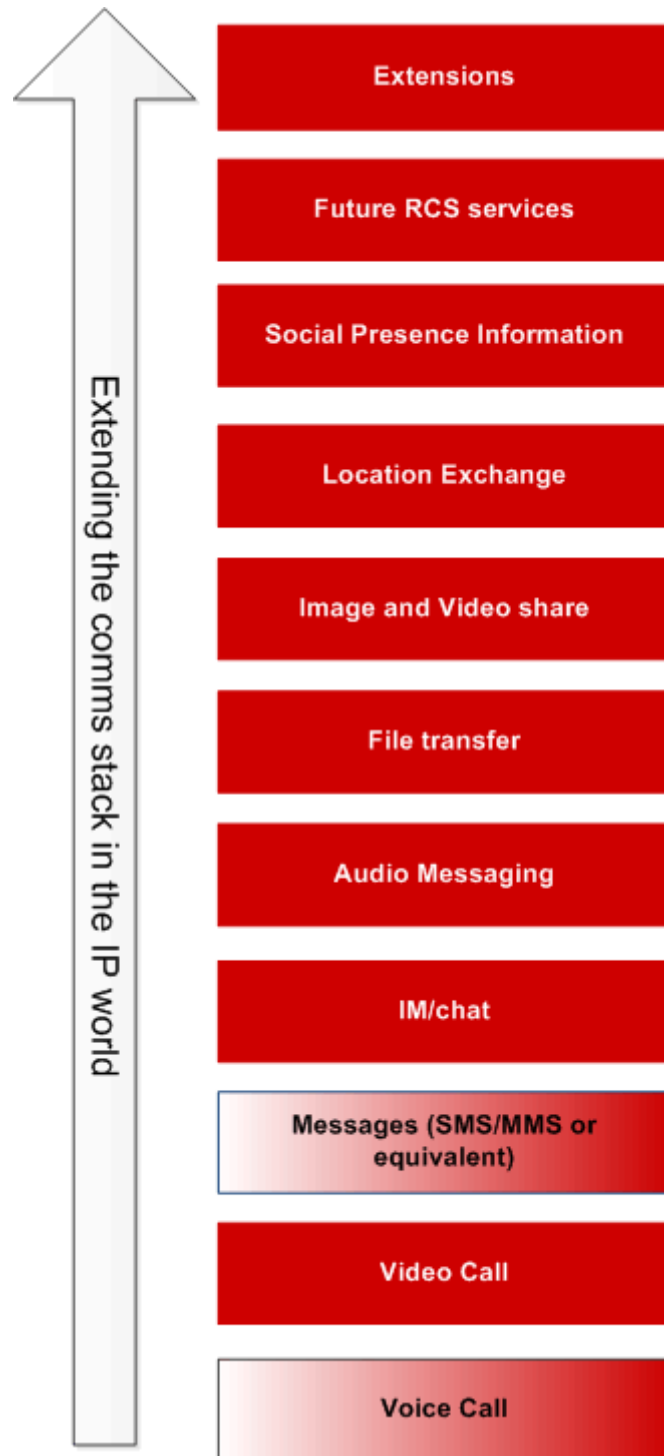 Extensions
Future RCS services
Social Presence Information
Location Exchange
Image and Video share
File transfer
Audio Messaging
IM/chat
Messages (SMS/MMS or
equivalent)
Video Call
Voice Call
Extending the comms stack in the IP world